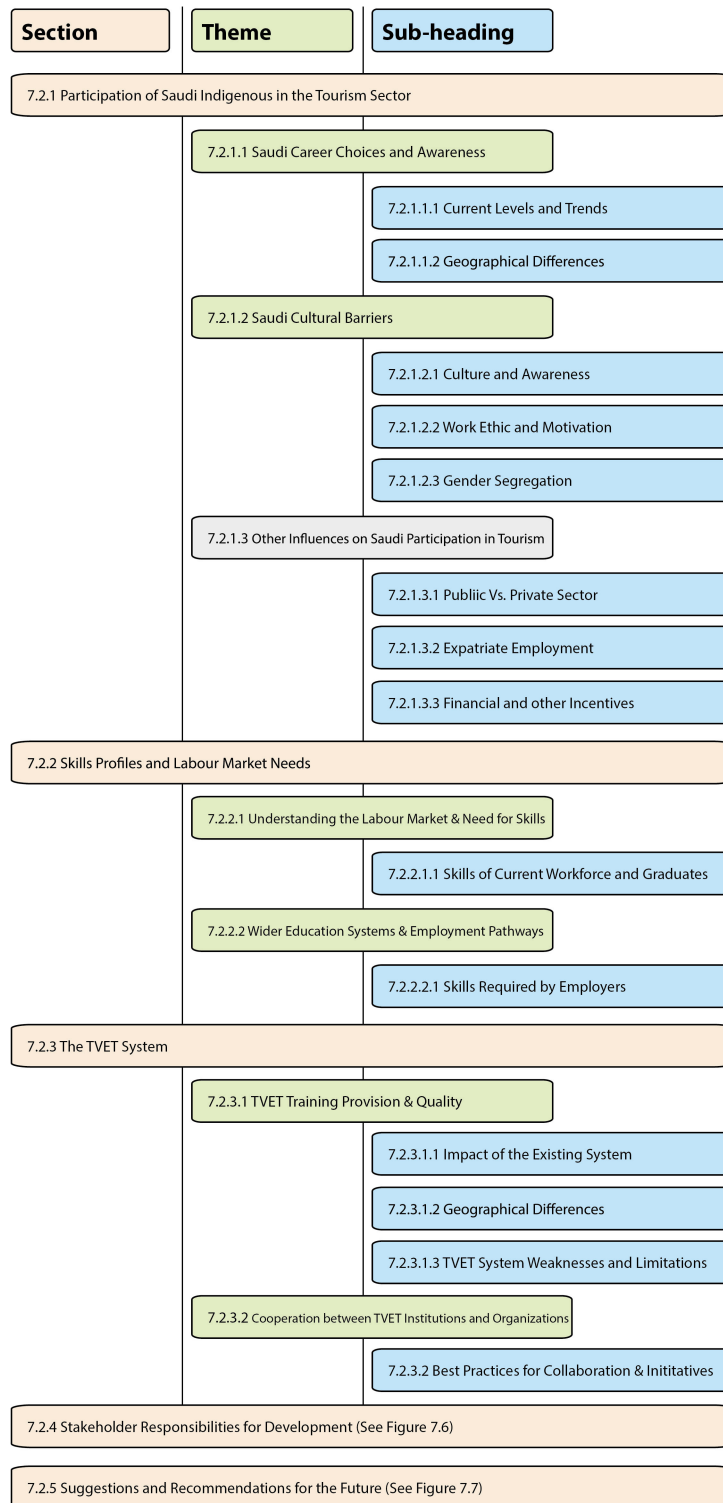 Section
Theme
Sub-heading
7.2.1 Participation of Saudi Indigenous in the Tourism Sector
7.2.1.1 Saudi Career Choices and Awareness
7.2.1.1.1 Current Levels and Trends
7.2.1.1.2 Geographical Differences
7.2.1.2 Saudi Cultural Barriers
7.2.1.2.1 Culture and Awareness
7.2.1.2.2 Work Ethic and Motivation
7.2.1.2.3 Gender Segregation
7.2.1.3 Other Influences on Saudi Participation in Tourism
7.2.1.3.1 Publiic Vs. Private Sector
7.2.1.3.2 Expatriate Employment
7.2.1.3.3 Financial and other Incentives
7.2.2 Skills Profiles and Labour Market Needs
7.2.2.1 Understanding the Labour Market & Need for Skills
7.2.2.1.1 Skills of Current Workforce and Graduates
7.2.2.2 Wider Education Systems & Employment Pathways
7.2.2.2.1 Skills Required by Employers
7.2.3 The TVET System
7.2.3.1 TVET Training Provision & Quality
7.2.3.1.1 Impact of the Existing System
7.2.3.1.2 Geographical Differences
7.2.3.1.3 TVET System Weaknesses and Limitations
7.2.3.2 Cooperation between TVET Institutions and Organizations
7.2.3.2 Best Practices for Collaboration & Inititatives
7.2.4 Stakeholder Responsibilities for Development (See Figure 7.6)
7.2.5 Suggestions and Recommendations for the Future (See Figure 7.7)